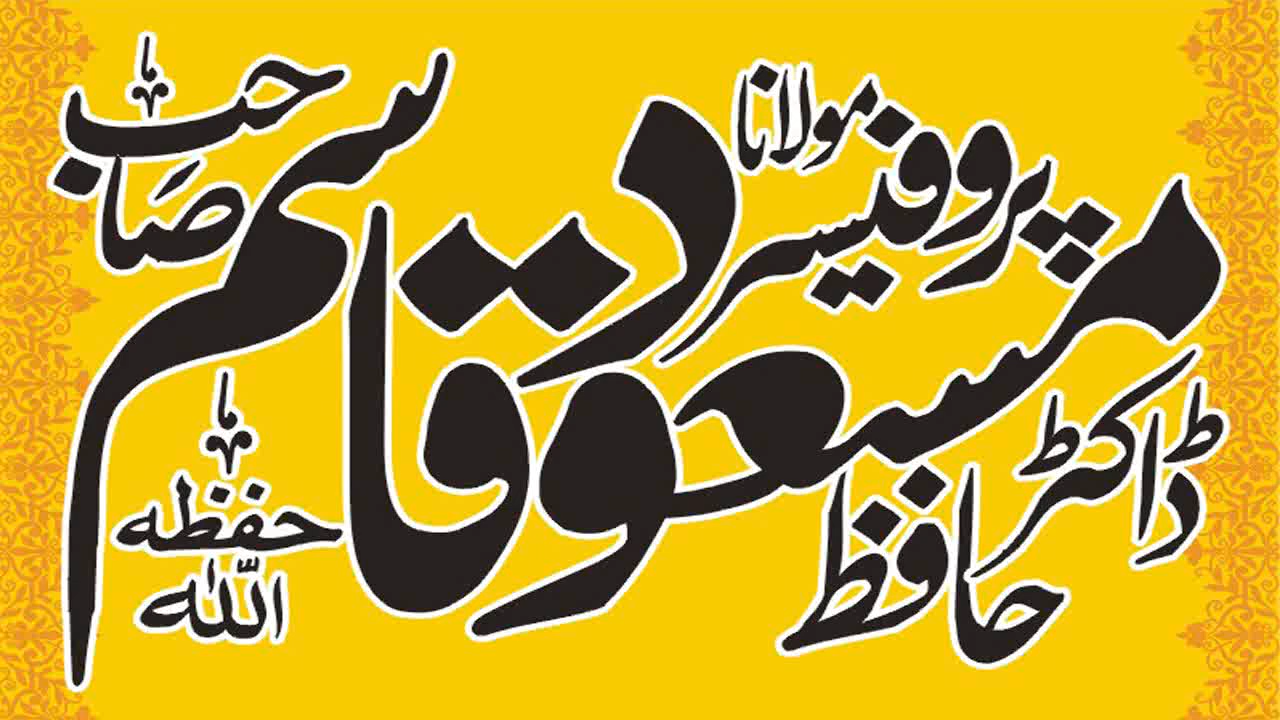 پروفیسر مولانا
ڈاکٹر حافظ
مسعود قاسم صاحب
حفظہ اللہ